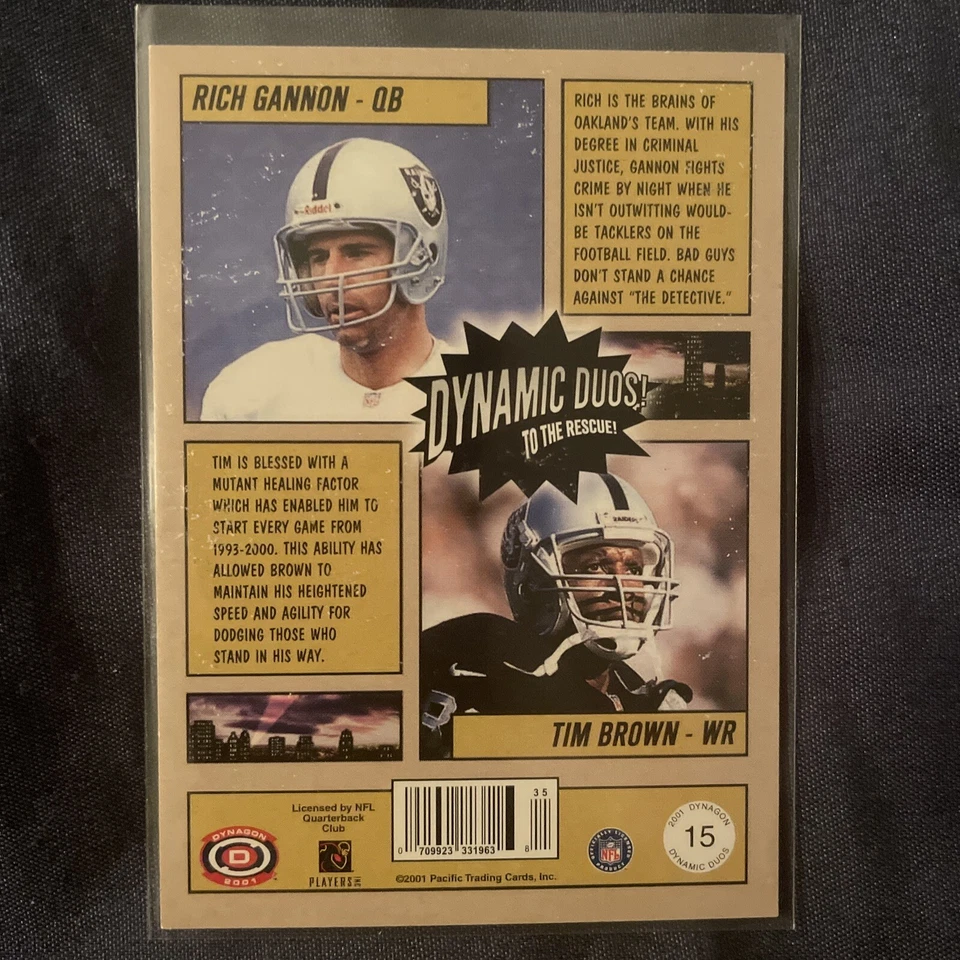 RICH GANNON - QB
RICH IS THE BRAINS OF
OAKLAND'S TEAM. WITH HIS
DEGREE IN CRIMINAL
JUSTICE, GANNON FIGHTS
CRIME BY NIGHT WHEN HE
ISN'T OUTWITTING WOULD-
BE TACKLERS ON THE
FOOTBALL FIELD. BAD GUYS
DON'T STAND A CHANCE
AGAINST "THE DETECTIVE."
Riddell
DYNAMIC DUOS!
TO THE RESCUE!
TIM IS BLESSED WITH A
MUTANT HEALING FACTOR
WHICH HAS ENABLED HIM TO
START EVERY GAME FROM
1993-2000. THIS ABILITY HAS
ALLOWED BROWN TO
MAINTAIN HIS HEIGHTENED
SPEED AND AGILITY FOR
DODGING THOSE WHO
STAND IN HIS WAY.
RAIDERS
TIM BROWN - WR
DYNAGON
D
2001
Licensed by NFL
Quarterback
Club
PLAYERS INC
35
0 709923 331963 8
©2001 Pacific Trading Cards, Inc.
NFL
2001 DYNAGON
15
DYNAMIC DUOS